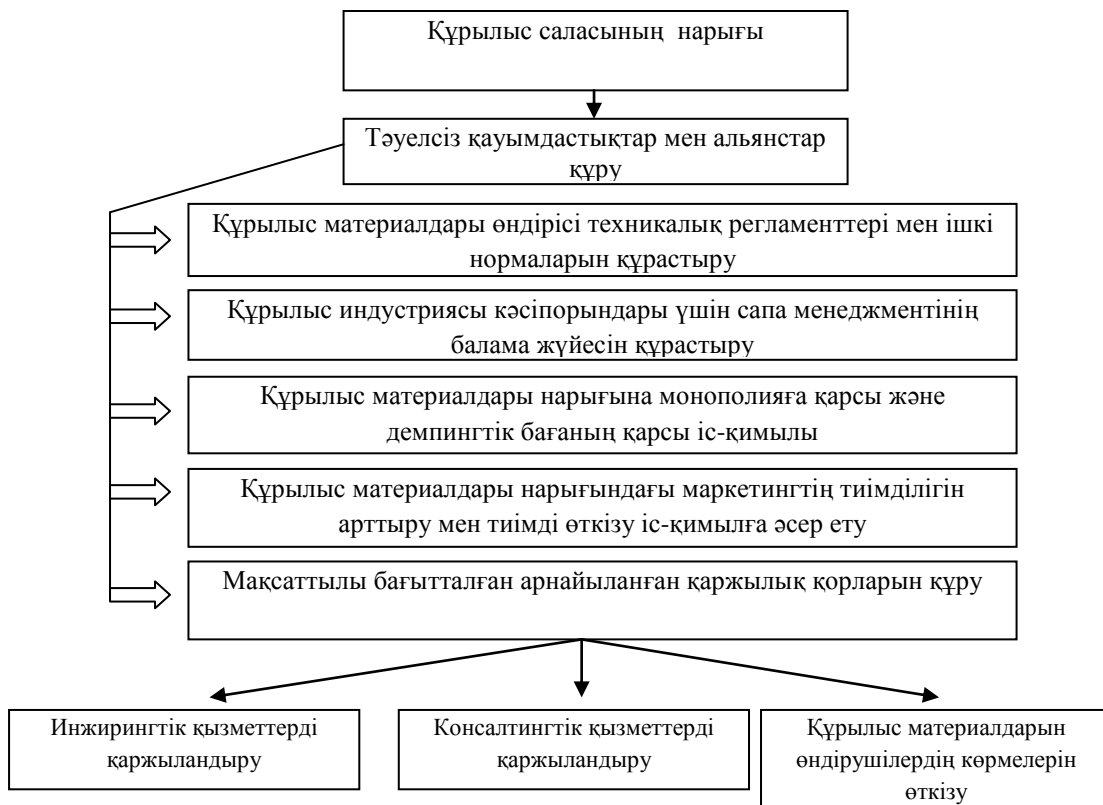 Құрылыс саласының нарығы
Тәуелсіз қауымдастықтар мен альянстар
құру
Құрылыс материалдары өндірісі техникалық регламенттері мен ішкі
нормаларын құрастыру
Құрылыс индустриясы кәсіпорындары үшін сапа менеджментінің
балама жүйесін құрастыру
Құрылыс материалдары нарығына монополияға қарсы және
демпингтік бағаның қарсы іс-қимылы
Құрылыс материалдары нарығындағы маркетингтің тиімділігін
арттыру мен тиімді өткізу іс-қимылға әсер ету
Мақсаттылы бағытталған арнайыланған қаржылық қорларын құру
Инжирингтік қызметтерді
қаржыландыру
Консалтингтік қызметтерді
қаржыландыру
Құрылыс материалдарын
өндірушілердің көрмелерін
өткізу